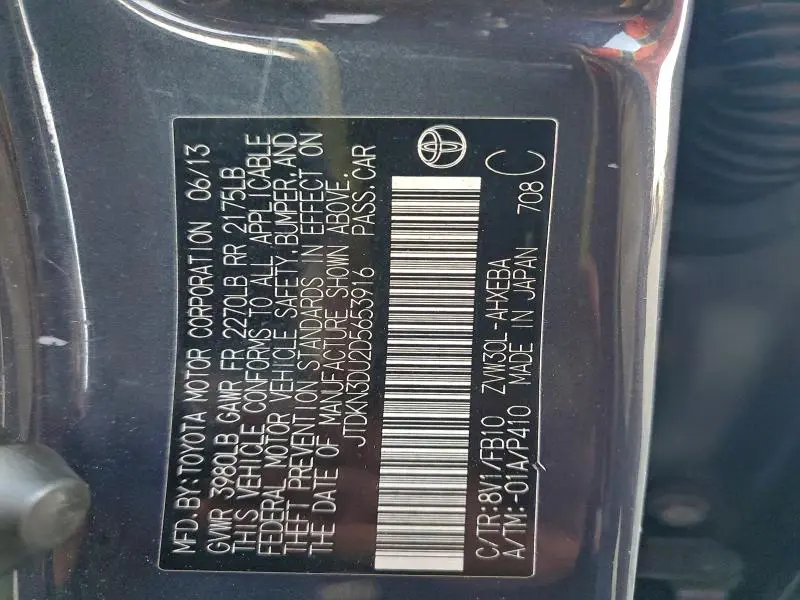 MFD.BY:TOYOTA MOTOR CORPORATION 06/13
GVWR 3980LB GAWR FR 2270LB RR 2175LB
THIS VEHICLE CONFORMS TO ALL APPLICABLE
FEDERAL MOTOR VEHICLE SAFETY,BUMPER,AND
THEFT PREVENTION STANDARDS IN EFFECT ON
THE DATE OF MANUFACTURE SHOWN ABOVE.
JTDKN3DU2D5653916 PASS.CAR
C/TR:8V1/FB10 ZVW30L-AHXEBA
A/TM:-01A/P410 MADE IN JAPAN 708 C